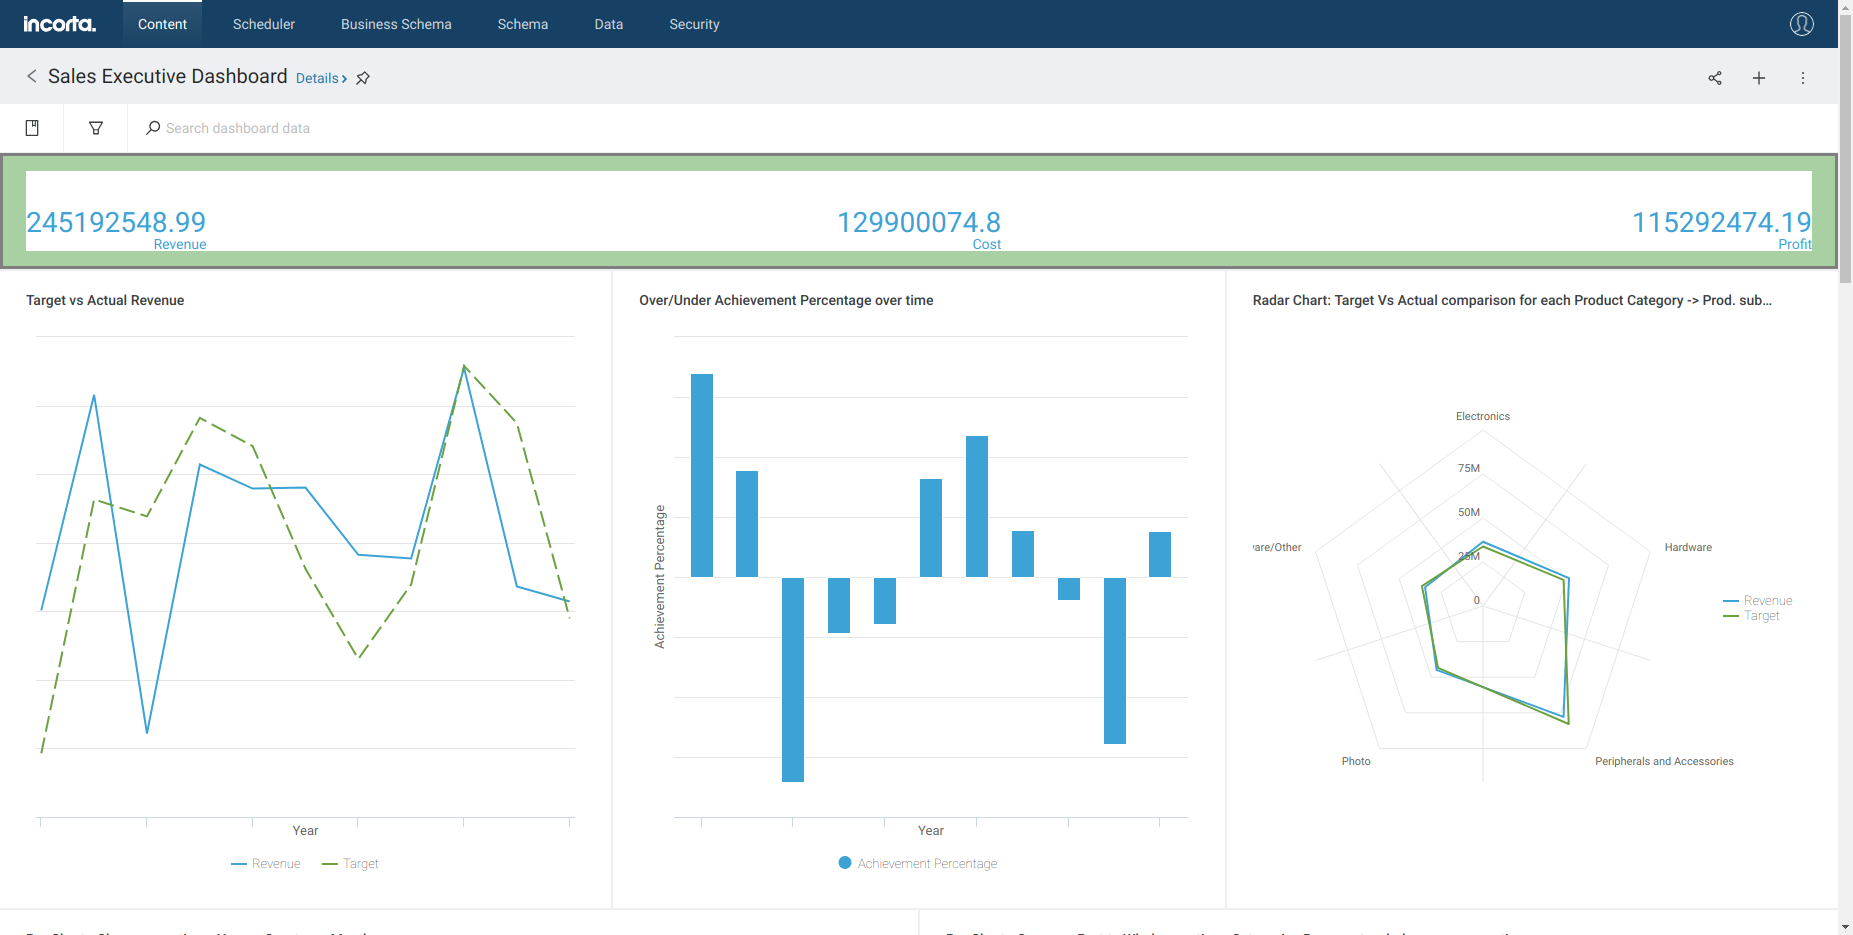 incorta.
Content
Scheduler
Business Schema
Schema
Data
Security
Sales Executive Dashboard
Details ›
Search dashboard data
245192548.99
Revenue
129900074.8
Cost
115292474.19
Profit
Target vs Actual Revenue
Year
Revenue
Target
Over/Under Achievement Percentage over time
Achievement Percentage
Year
Achievement Percentage
Radar Chart: Target Vs Actual comparison for each Product Category -> Prod. sub...
Electronics
75M
50M
25M
0
Hardware
Peripherals and Accessories
Photo
/Other
Revenue
Target